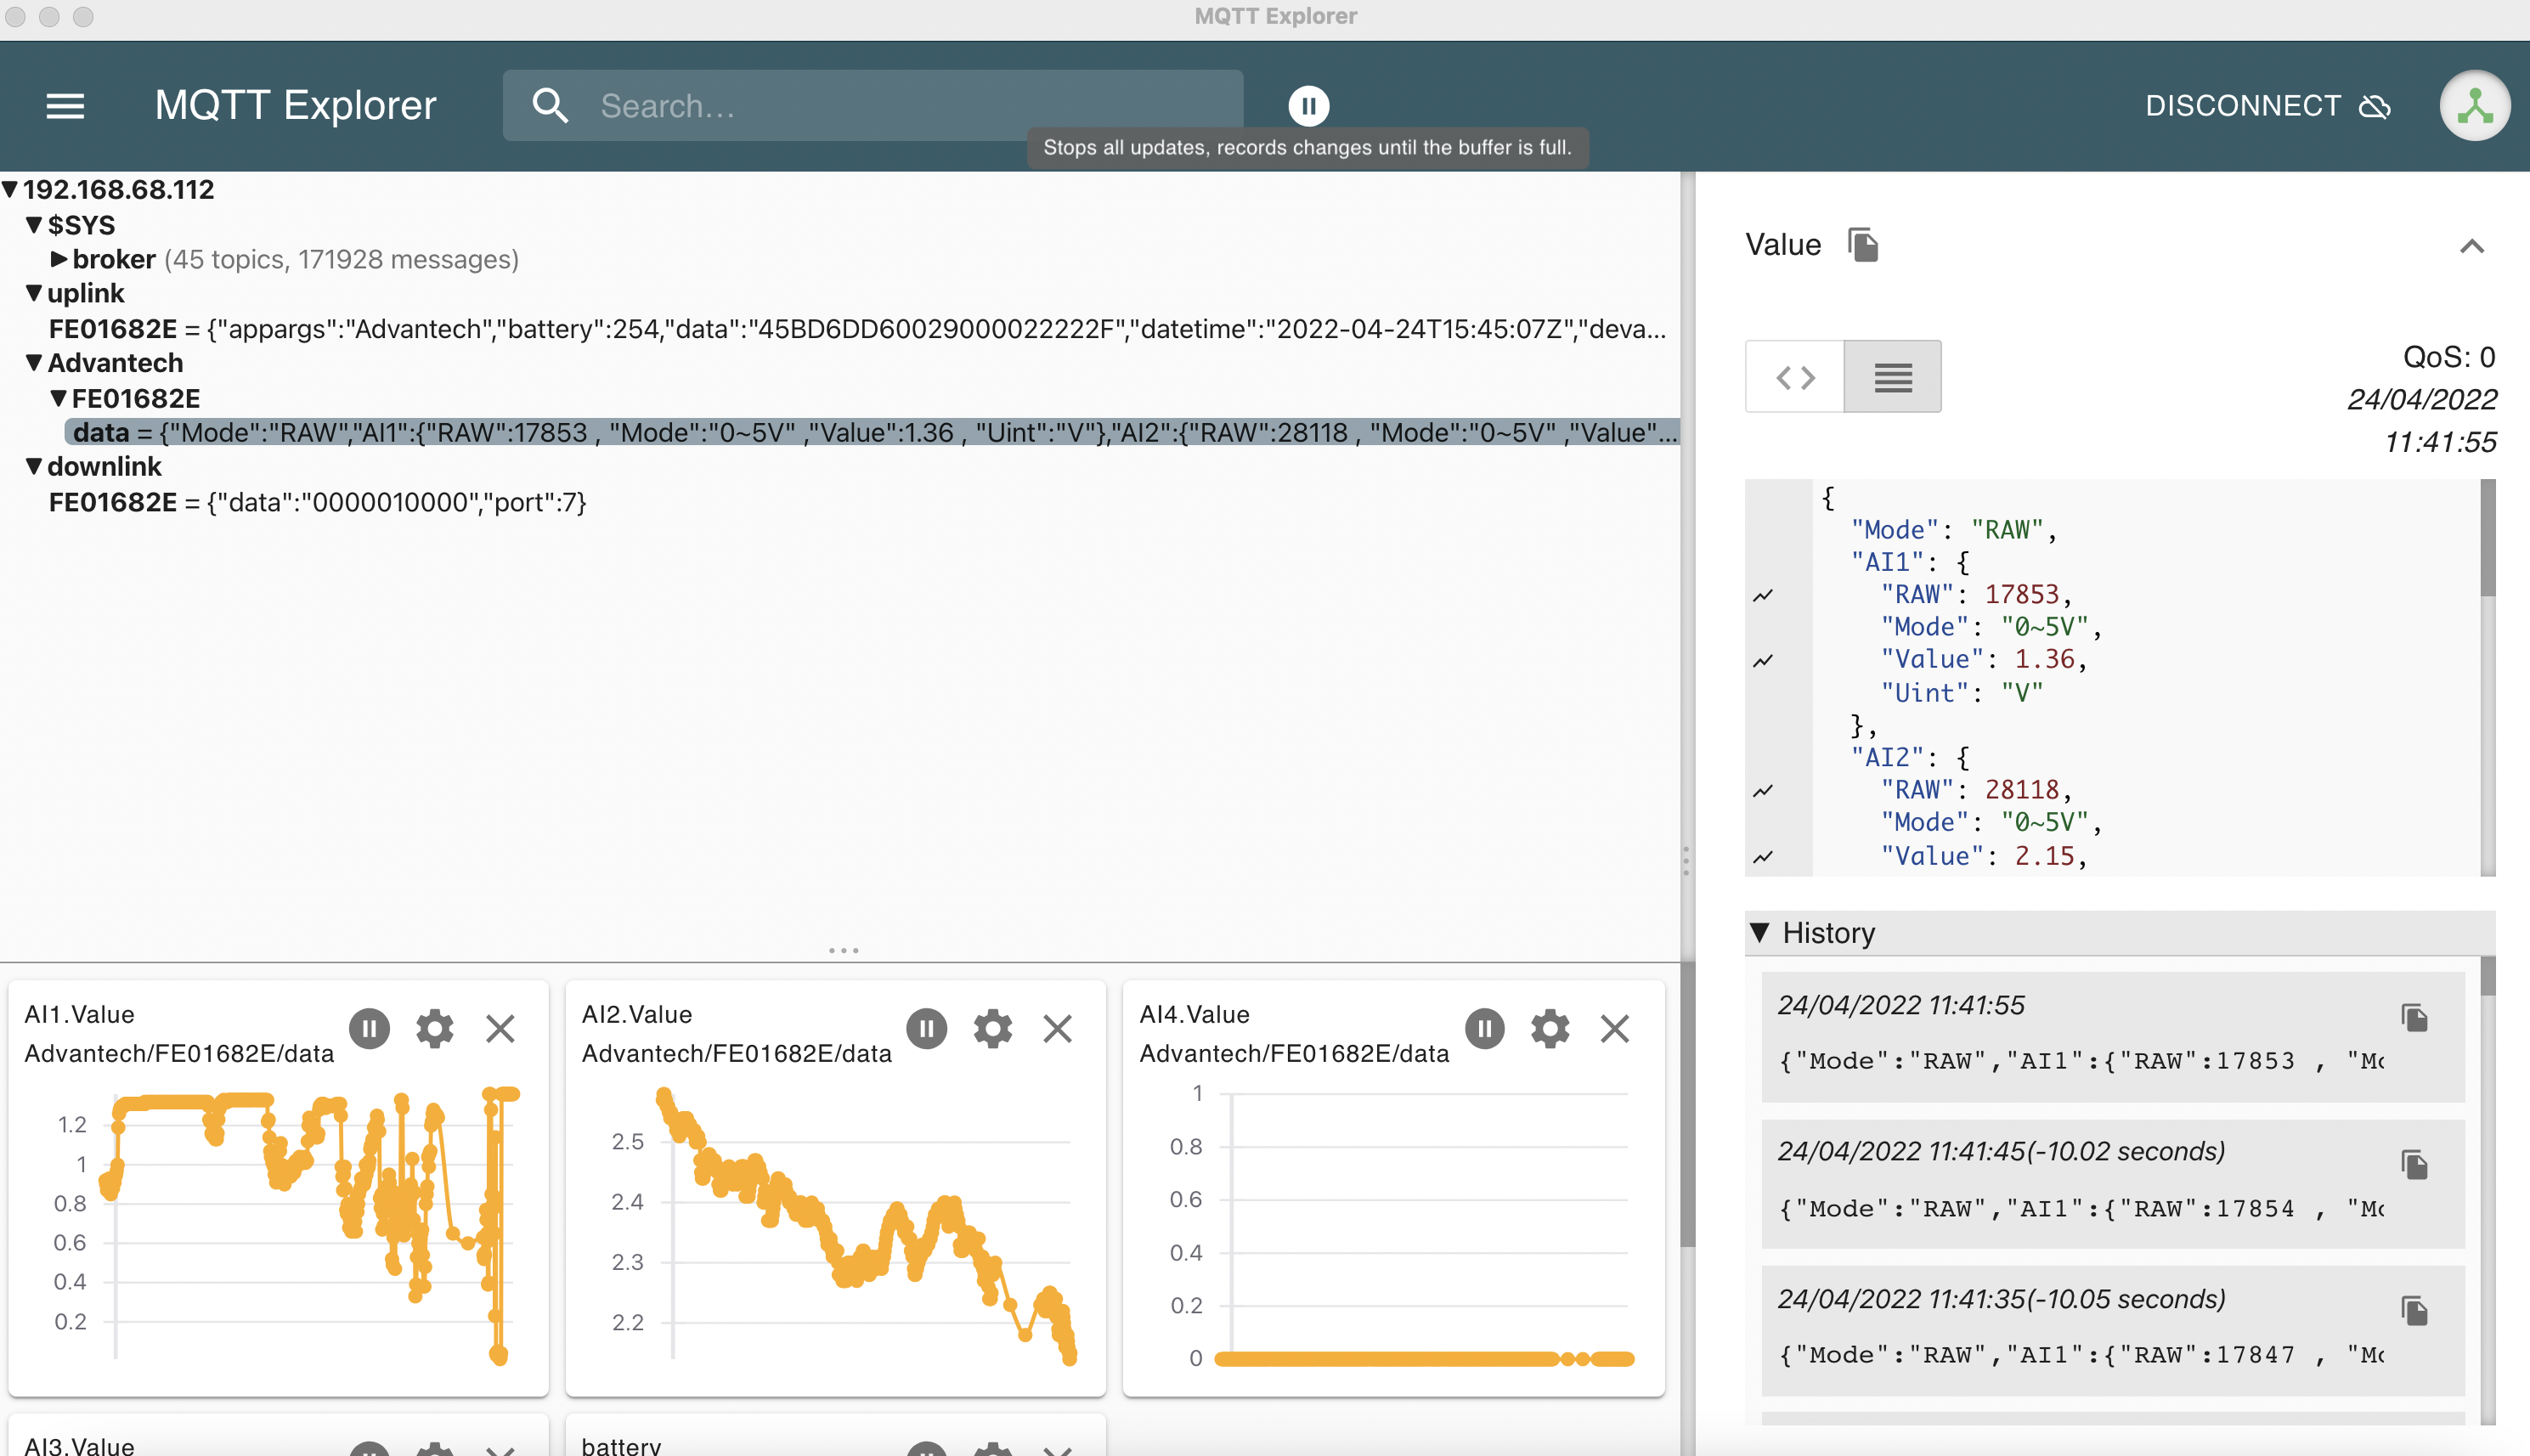 MQTT Explorer
MQTT Explorer
Search...
DISCONNECT
Stops all updates, records changes until the buffer is full.
192.168.68.112
$SYS
broker (45 topics, 171928 messages)
uplink
FE01682E = {"appargs":"Advantech","battery":254,"data":"45BD6DD60029000022222F","datetime":"2022-04-24T15:45:07Z","deva...
Advantech
FE01682E
data = {"Mode":"RAW","AI1":{"RAW":17853 , "Mode":"0~5V" ,"Value":1.36 , "Uint":"V"},"AI2":{"RAW":28118 , "Mode":"0~5V" ,"Value"...
downlink
FE01682E = {"data":"0000010000","port":7}
Value
QoS: 0
24/04/2022
11:41:55
{
"Mode": "RAW",
"AI1": {
"RAW": 17853,
"Mode": "0~5V",
"Value": 1.36,
"Uint": "V"
},
"AI2": {
"RAW": 28118,
"Mode": "0~5V",
"Value": 2.15,
History
24/04/2022 11:41:55
{"Mode":"RAW","AI1":{"RAW":17853 , "Mo
24/04/2022 11:41:45(-10.02 seconds)
{"Mode":"RAW","AI1":{"RAW":17854 , "Mo
24/04/2022 11:41:35(-10.05 seconds)
{"Mode":"RAW","AI1":{"RAW":17847 , "Mo
AI1.Value
Advantech/FE01682E/data
1.2
1
0.8
0.6
0.4
0.2
AI2.Value
Advantech/FE01682E/data
2.5
2.4
2.3
2.2
AI4.Value
Advantech/FE01682E/data
1
0.8
0.6
0.4
0.2
0
AI3.Value
battery